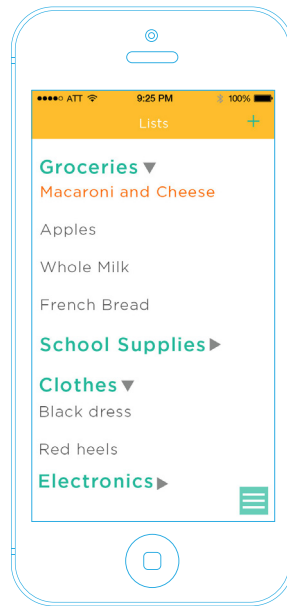 ATT 9:25 PM 100%
Lists +
Groceries
Macaroni and Cheese
Apples
Whole Milk
French Bread
School Supplies
Clothes
Black dress
Red heels
Electronics